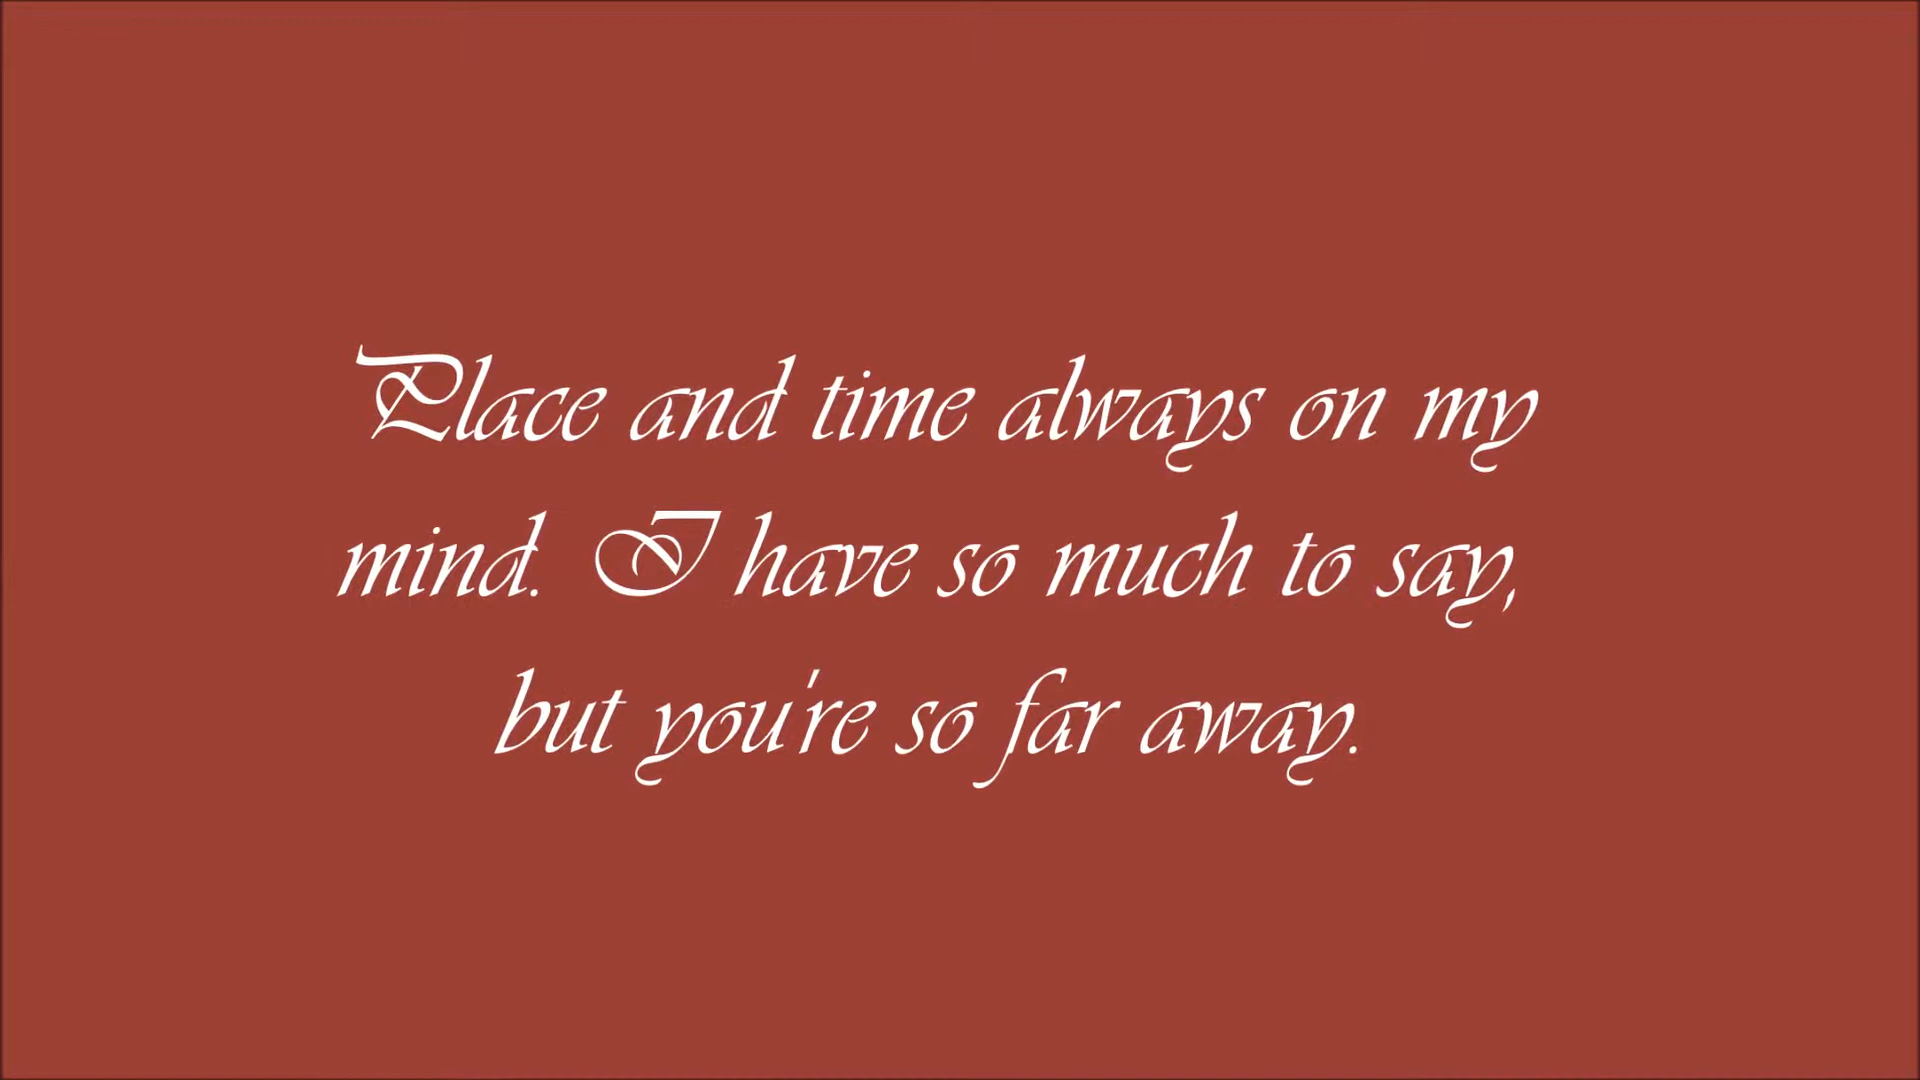 Place and time always on my
mind. I have so much to say,
but you're so far away.